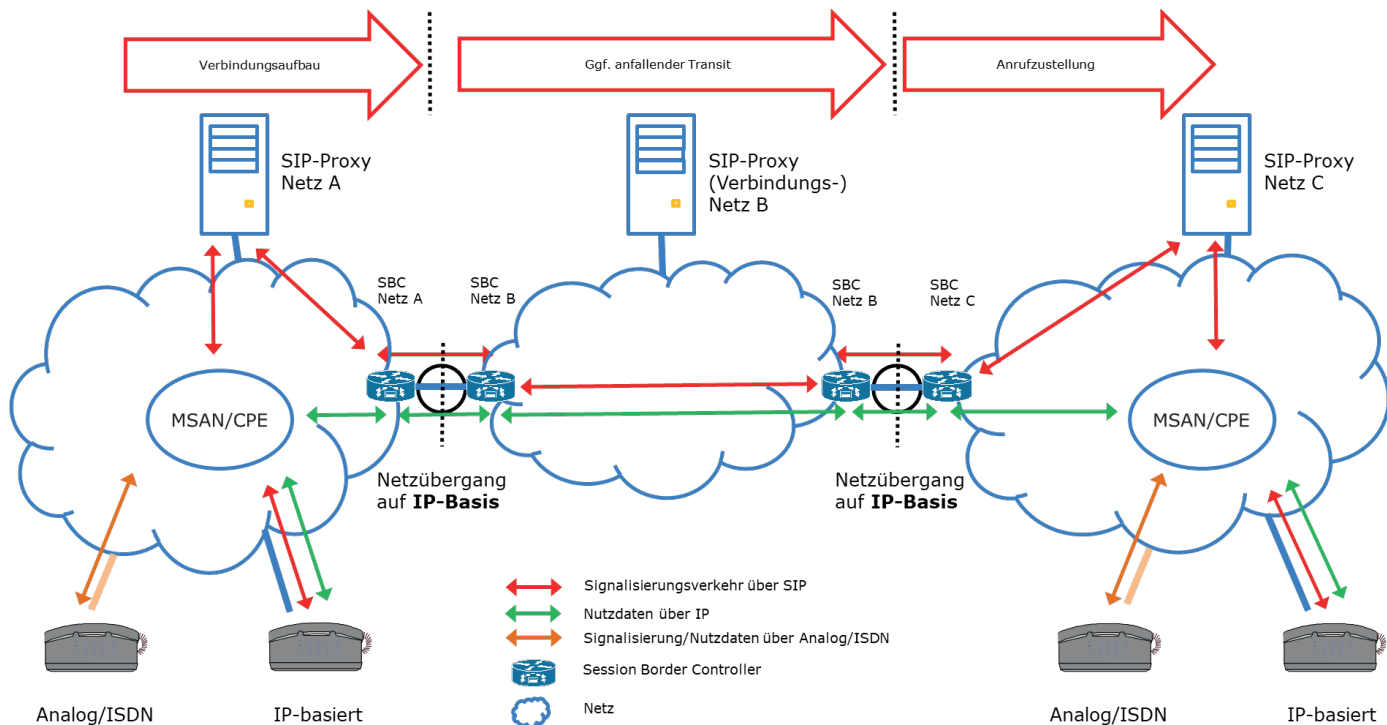 Verbindungsaufbau
Ggf. anfallender Transit
Anrufzustellung
SIP-Proxy
Netz A
SIP-Proxy
(Verbindungs-)
Netz B
SIP-Proxy
Netz C
SBC
Netz A
SBC
Netz B
SBC
Netz B
SBC
Netz C
MSAN/CPE
MSAN/CPE
Netzübergang
auf IP-Basis
Netzübergang
auf IP-Basis
Signalisierungsverkehr über SIP
Nutzdaten über IP
Signalisierung/Nutzdaten über Analog/ISDN
Session Border Controller
Netz
Analog/ISDN
IP-basiert
Analog/ISDN
IP-basiert